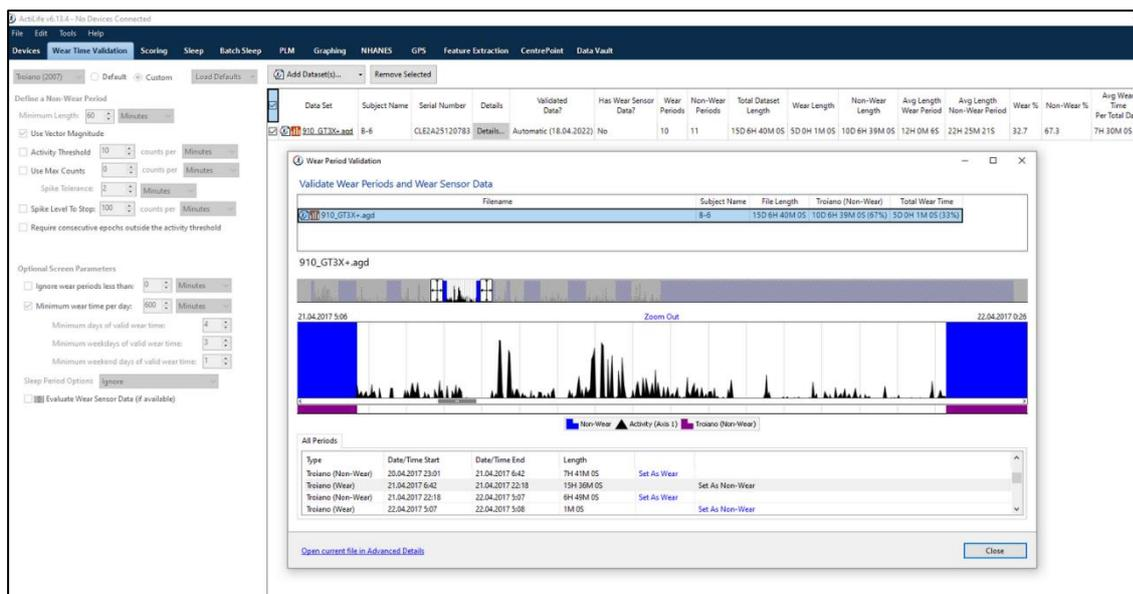 ActiLife v6.13.4 - No Devices Connected
File Edit Tools Help
Devices Wear Time Validation Scoring Sleep Batch Sleep PLM Graphing NHANES GPS Feature Extraction CentrePoint Data Vault
Troiano (2007) Default Custom Load Defaults
Add Dataset(s)... Remove Selected
Define a Non-Wear Period
Minimum Length: 60 Minutes
Use Vector Magnitude
Activity Threshold 10 counts per Minutes
Use Max Counts 0 counts per Minutes
Spike Tolerance: 2 Minutes
Spike Level To Stop: 100 counts per Minutes
Require consecutive epochs outside the activity threshold
Optional Screen Parameters
Ignore wear periods less than: 0 Minutes
Minimum wear time per day: 600 Minutes
Minimum days of valid wear time: 4
Minimum weekdays of valid wear time: 3
Minimum weekend days of valid wear time: 1
Sleep Period Options Ignore
Evaluate Wear Sensor Data (if available)
Data Set Subject Name Serial Number Details Validated Data? Has Wear Sensor Data? Wear Periods Non-Wear Periods Total Dataset Length Wear Length Non-Wear Length Avg Length Wear Period Avg Length Non-Wear Period Wear % Non-Wear % Avg Wear Time Per Total Da
910_GT3X+.agd B-6 CLE2A25120783 Details... Automatic (18.04.2022) No 10 11 15D 6H 40M 0S 5D 0H 1M 0S 10D 6H 39M 0S 12H 0M 6S 22H 25M 21S 32.7 67.3 7H 30M 0S
Wear Period Validation
Validate Wear Periods and Wear Sensor Data
Filename Subject Name File Length Troiano (Non-Wear) Total Wear Time
910_GT3X+.agd B-6 15D 6H 40M 0S 10D 6H 39M 0S (67%) 5D 0H 1M 0S (33%)
910_GT3X+.agd
21.04.2017 5:06 Zoom Out 22.04.2017 0:26
Non-Wear Activity (Axis 1) Troiano (Non-Wear)
All Periods
Type Date/Time Start Date/Time End Length
Troiano (Non-Wear) 20.04.2017 23:01 21.04.2017 6:42 7H 41M 0S Set As Wear
Troiano (Wear) 21.04.2017 6:42 21.04.2017 22:18 15H 36M 0S Set As Non-Wear
Troiano (Non-Wear) 21.04.2017 22:18 22.04.2017 5:07 6H 49M 0S Set As Wear
Troiano (Wear) 22.04.2017 5:07 22.04.2017 5:08 1M 0S Set As Non-Wear
Open current file in Advanced Details
Close